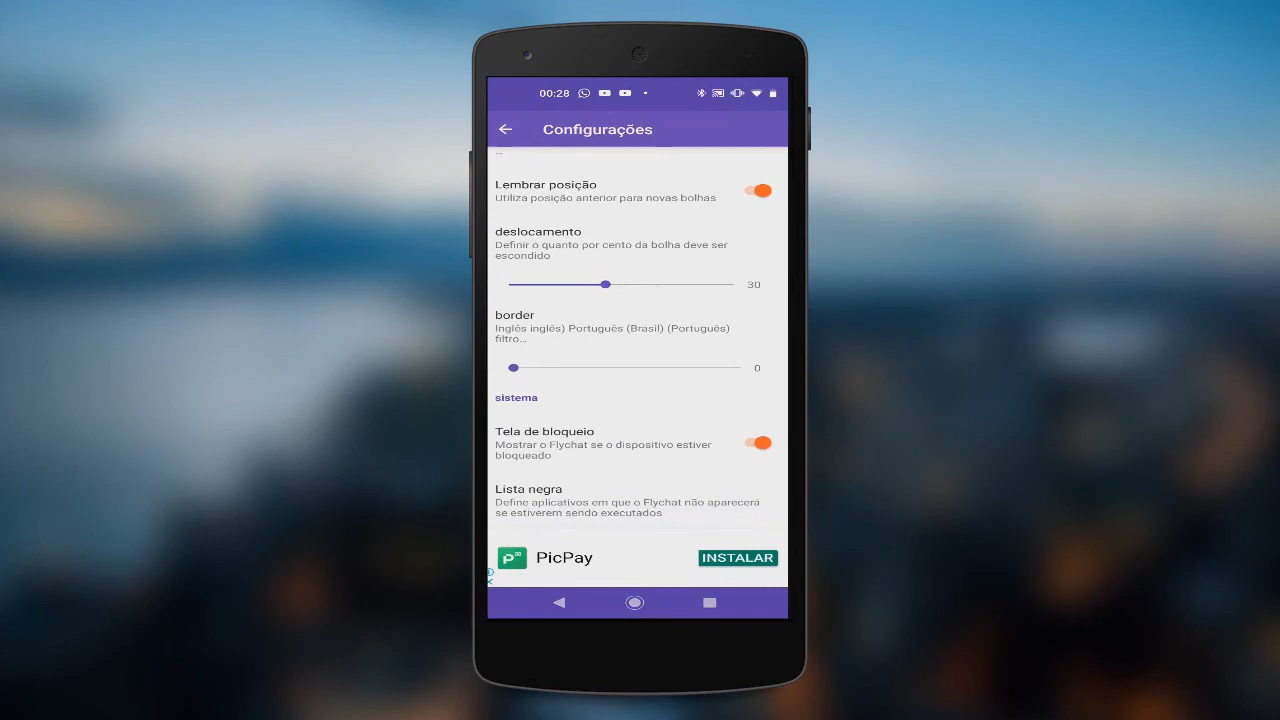 00:28
Configurações
...
Lembrar posição
Utiliza posição anterior para novas bolhas
deslocamento
Definir o quanto por cento da bolha deve ser
escondido
30
border
Inglês inglês) Português (Brasil) (Português)
filtro...
0
sistema
Tela de bloqueio
Mostrar o Flychat se o dispositivo estiver
bloqueado
Lista negra
Define aplicativos em que o Flychat não aparecerá
se estiverem sendo executados
PicPay
INSTALAR